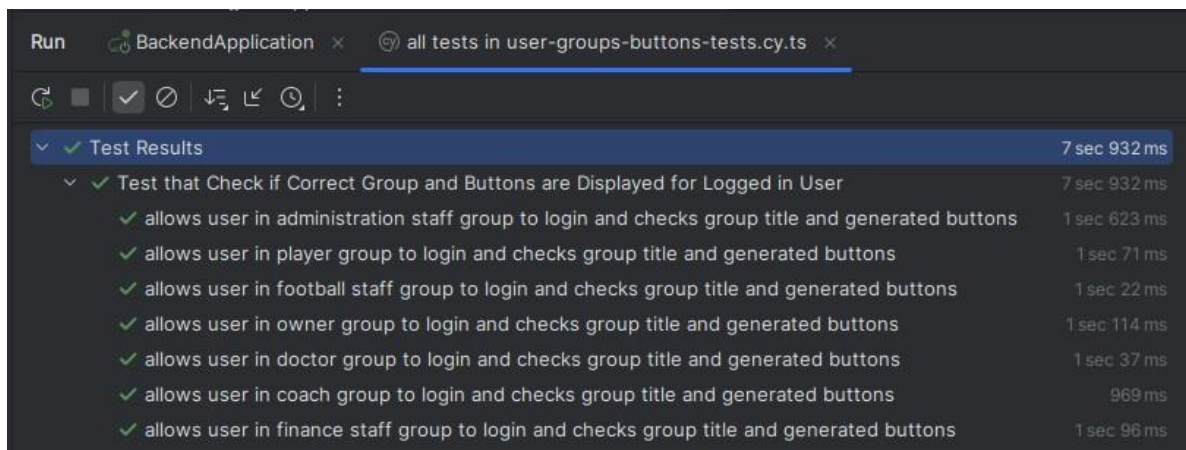 Run BackendApplication all tests in user-groups-buttons-tests.cy.ts
Test Results 7 sec 932 ms
Test that Check if Correct Group and Buttons are Displayed for Logged in User 7 sec 932 ms
allows user in administration staff group to login and checks group title and generated buttons 1 sec 623 ms
allows user in player group to login and checks group title and generated buttons 1 sec 71 ms
allows user in football staff group to login and checks group title and generated buttons 1 sec 22 ms
allows user in owner group to login and checks group title and generated buttons 1 sec 114 ms
allows user in doctor group to login and checks group title and generated buttons 1 sec 37 ms
allows user in coach group to login and checks group title and generated buttons 969 ms
allows user in finance staff group to login and checks group title and generated buttons 1 sec 96 ms